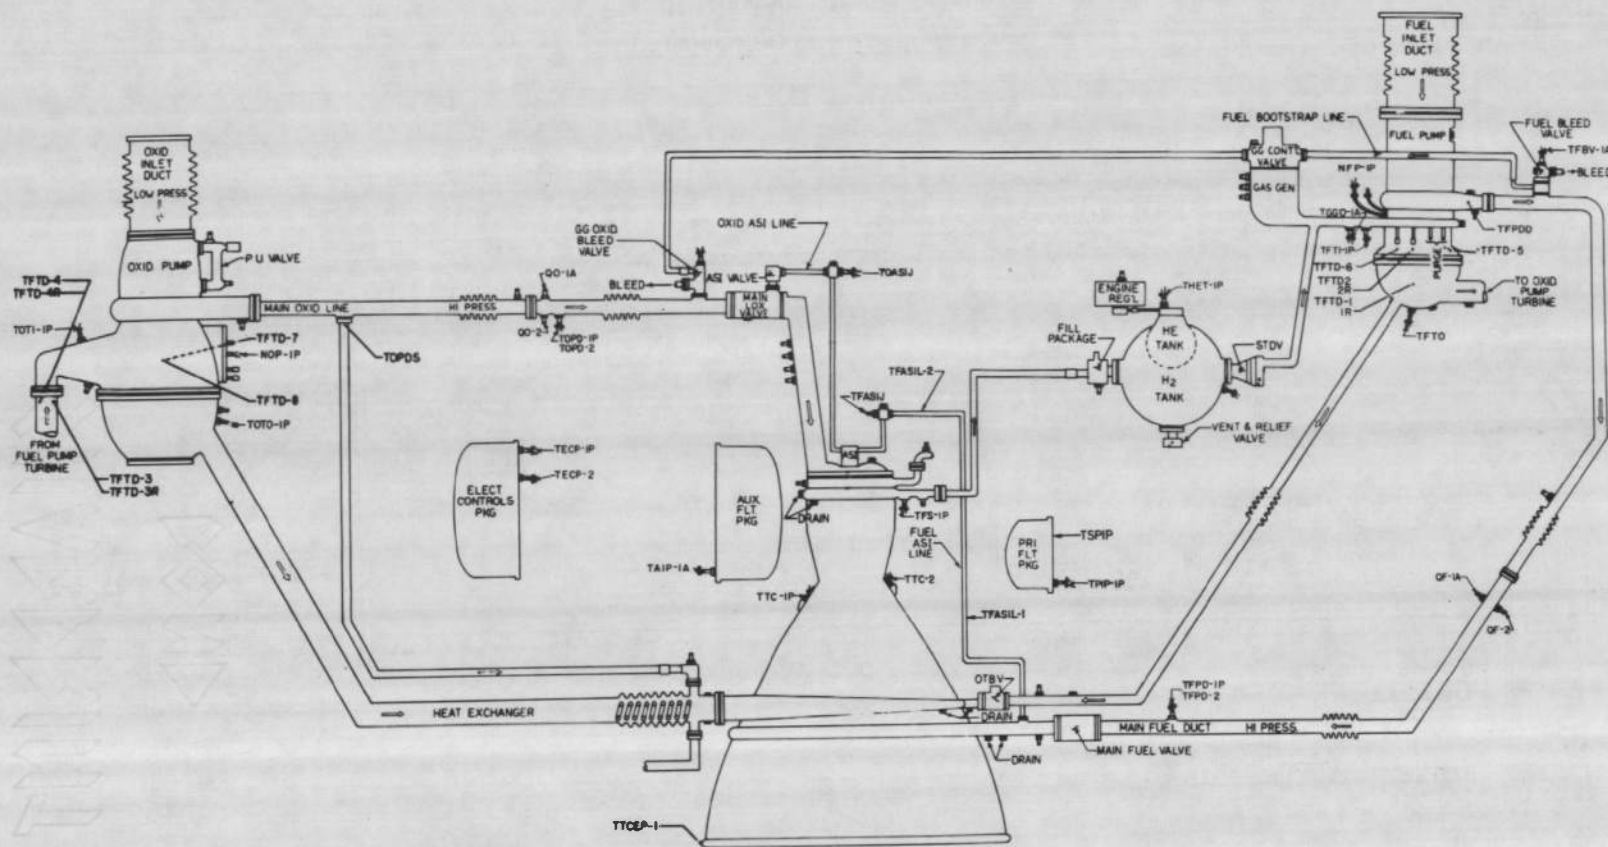 FUEL
INLET
DUCT
LOW PRESS
FUEL BOOTSTRAP LINE
FUEL PUMP
FUEL BLEED
VALVE
TFBV-1A
BLEED
GG CONTL
VALVE
GAS GEN
NFP-1P
TGGO-1A
TFTI-1P
TFTD-6
TFTD2
2R
TFTD-1
1R
PURGE
TFPDD
TFTD-5
TO OXID
PUMP
TURBINE
TFTO
OXID
INLET
DUCT
LOW PRESS
OXID PUMP
P U VALVE
TFTD-4
TFTD-4R
TOTI-1P
MAIN OXID LINE
HI PRESS
GG OXID
BLEED
VALVE
OXID ASI LINE
ASI VALVE
TOASIJ
BLEED
QO-1A
QO-2
TOPD-1P
TOPD-2
MAIN
LOX
VALVE
TOPDS
TFTD-7
NOP-1P
TFTD-8
TOTO-1P
FROM
FUEL PUMP
TURBINE
TFTD-3
TFTD-3R
ENGINE
REG'L
THET-1P
FILL
PACKAGE
HE
TANK
H2
TANK
STDV
VENT & RELIEF
VALVE
TFASIL-2
TFASIJ
ASI
ELECT
CONTROLS
PKG
TECP-1P
TECP-2
AUX
FLT
PKG
TAIP-1A
DRAIN
TFS-1P
FUEL
ASI
LINE
PRI
FLT
PKG
TSPIP
TPIP-1P
TTC-1P
TTC-2
TFASIL-1
QF-1A
QF-2
HEAT EXCHANGER
OTBV
DRAIN
TFPD-1P
TFPD-2
MAIN FUEL DUCT
HI PRESS.
MAIN FUEL VALVE
DRAIN
TTCEP-1